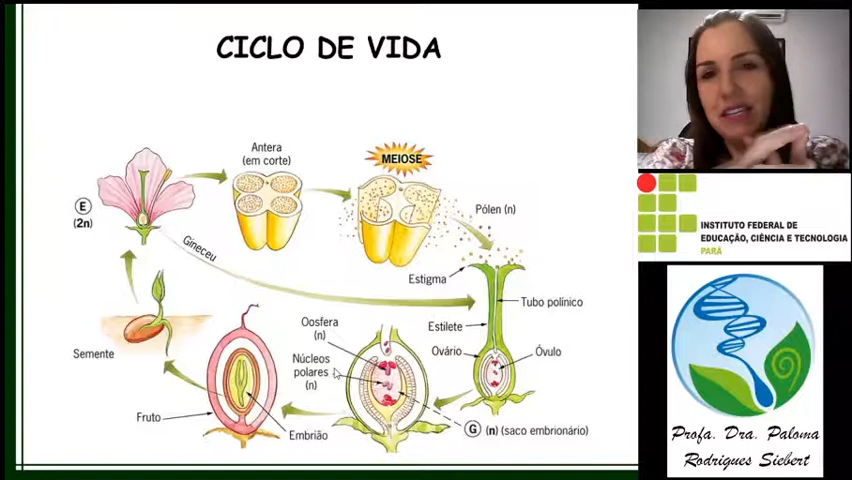 CICLO DE VIDA
Antera
(em corte)
MEIOSE
E
(2n)
Pólen (n)
Gineceu
Estigma
Tubo polínico
Oosfera
(n)
Estilete
Núcleos
polares
(n)
Ovário
Óvulo
Semente
Fruto
Embrião
G (n) (saco embrionário)
INSTITUTO FEDERAL DE
EDUCAÇÃO, CIÊNCIA E TECNOLOGIA
PARÁ
Profa. Dra. Paloma
Rodrigues Siebert